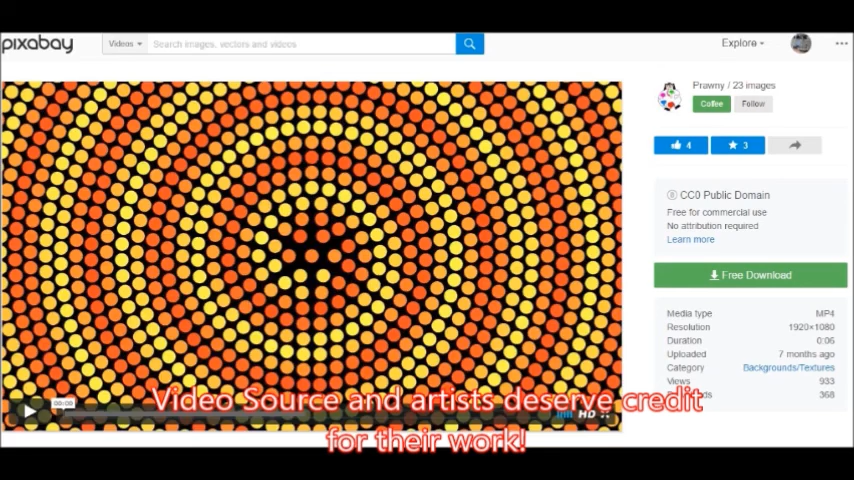 pixabay
Videos
Search images, vectors and videos
Explore
Prawny / 23 images
Coffee
Follow
4
3
CC0 Public Domain
Free for commercial use
No attribution required
Learn more
Free Download
Media type MP4
Resolution 1920×1080
Duration 0:06
Uploaded 7 months ago
Category Backgrounds/Textures
Views 933
368
00:00
HD
Video Source and artists deserve credit
for their work!